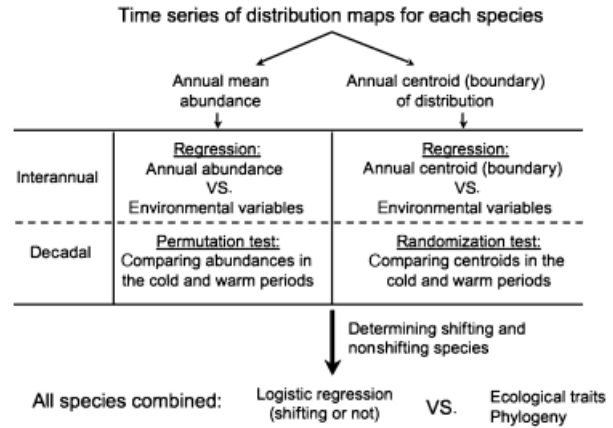 Time series of distribution maps for each species
Annual mean
abundance
Annual centroid (boundary)
of distribution
Interannual
Regression:
Annual abundance
VS.
Environmental variables
Regression:
Annual centroid (boundary)
VS.
Environmental variables
Decadal
Permutation test:
Comparing abundances in
the cold and warm periods
Randomization test:
Comparing centroids in the
cold and warm periods
Determining shifting and
nonshifting species
All species combined:
Logistic regression
(shifting or not)
VS.
Ecological traits
Phylogeny